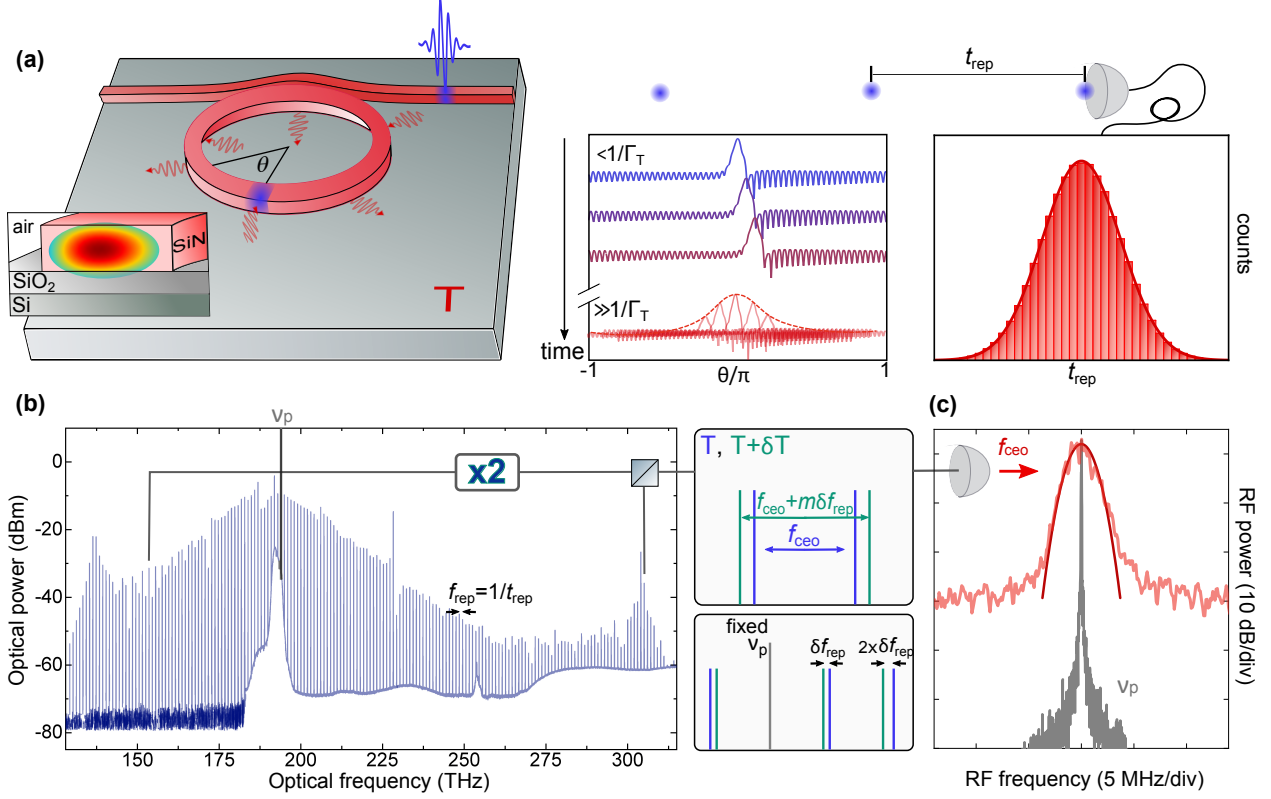 (a)
t_rep
θ
air
SiN
SiO₂
Si
T
<1/Γ_T
≫1/Γ_T
time
-1
θ/π
1
counts
t_rep
(b)
ν_p
x2
Optical power (dBm)
0
-20
-40
-60
-80
f_rep=1/t_rep
150
175
200
225
250
275
300
Optical frequency (THz)
T, T+δT
f_ceo+mδf_rep
f_ceo
fixed
ν_p
δf_rep
2xδf_rep
(c)
f_ceo
ν_p
RF power (10 dB/div)
RF frequency (5 MHz/div)